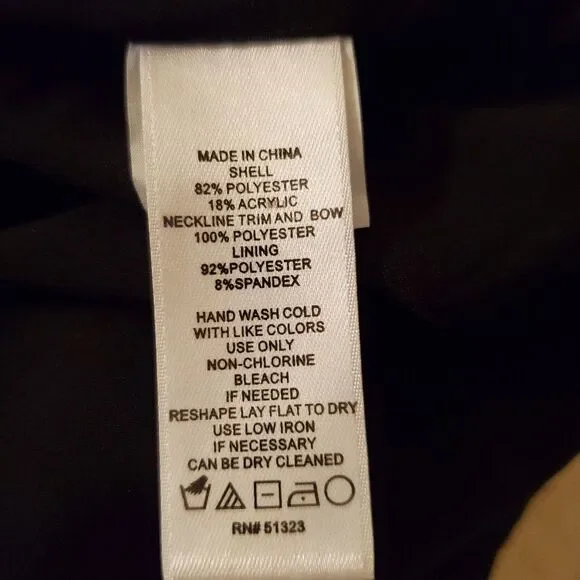 MADE IN CHINA
SHELL
82% POLYESTER
18% ACRYLIC
NECKLINE TRIM AND BOW
100% POLYESTER
LINING
92%POLYESTER
8%SPANDEX
HAND WASH COLD
WITH LIKE COLORS
USE ONLY
NON-CHLORINE
BLEACH
IF NEEDED
RESHAPE LAY FLAT TO DRY
USE LOW IRON
IF NECESSARY
CAN BE DRY CLEANED
RN# 51323